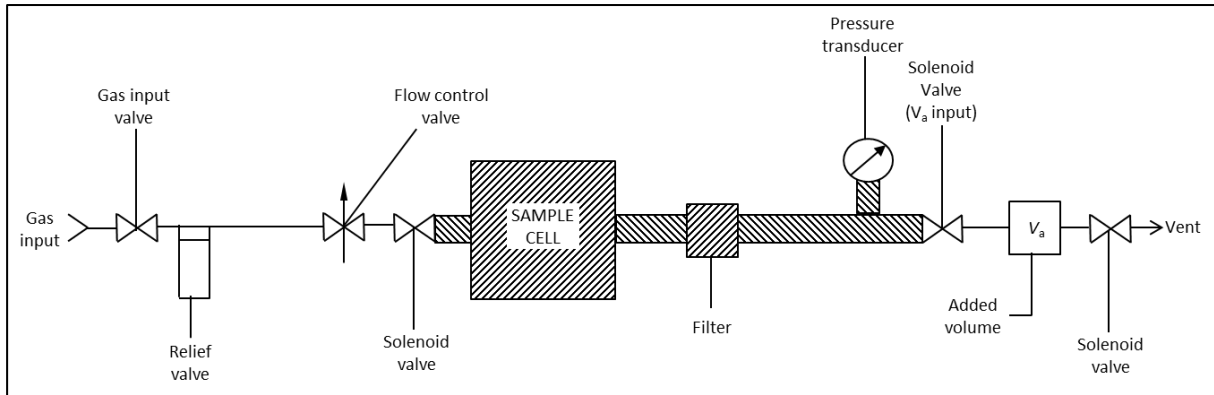 Pressure
transducer
Solenoid
Valve
(Va input)
Gas input
valve
Flow control
valve
Gas
input
SAMPLE
CELL
Va
Vent
Relief
valve
Solenoid
valve
Filter
Added
volume
Solenoid
valve